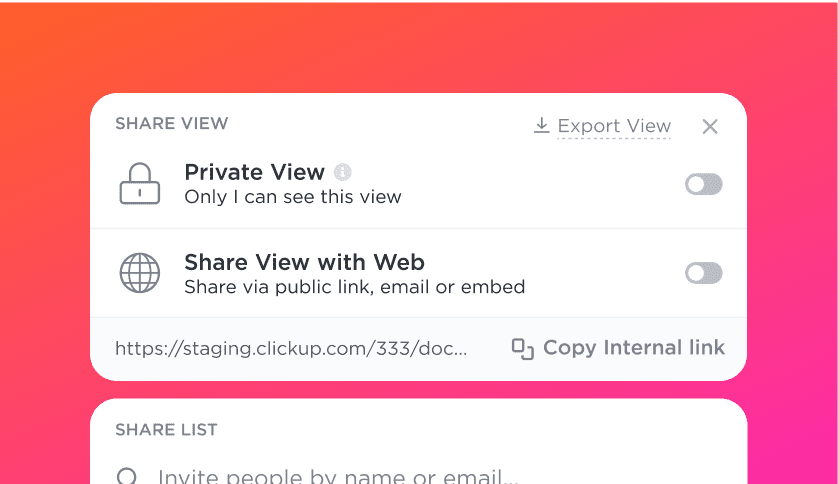 SHARE VIEW
Export View
Private View
Only I can see this view
Share View with Web
Share via public link, email or embed
https://staging.clickup.com/333/doc...
Copy Internal link
SHARE LIST
Invite people by name or email...